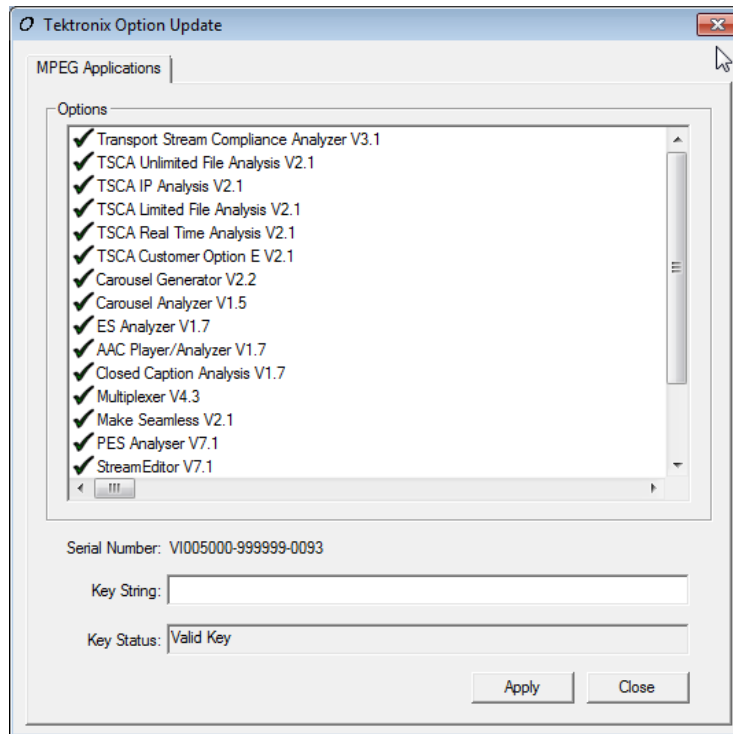 Tektronix Option Update
MPEG Applications
Options
Transport Stream Compliance Analyzer V3.1
TSCA Unlimited File Analysis V2.1
TSCA IP Analysis V2.1
TSCA Limited File Analysis V2.1
TSCA Real Time Analysis V2.1
TSCA Customer Option E V2.1
Carousel Generator V2.2
Carousel Analyzer V1.5
ES Analyzer V1.7
AAC Player/Analyzer V1.7
Closed Caption Analysis V1.7
Multiplexer V4.3
Make Seamless V2.1
PES Analyser V7.1
StreamEditor V7.1
Serial Number: VI005000-999999-0093
Key String:
Key Status: Valid Key
Apply Close